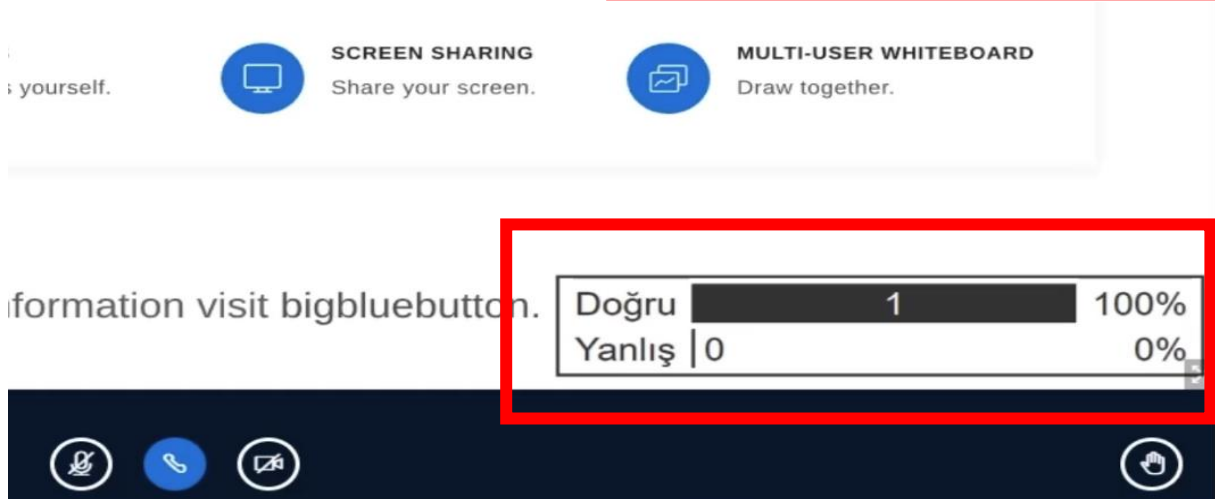 SCREEN SHARING
MULTI-USER WHITEBOARD
yourself.
Share your screen.
Draw together.
visit bigbluebutton.
Doğru 1 100%
Yanlış 0 0%